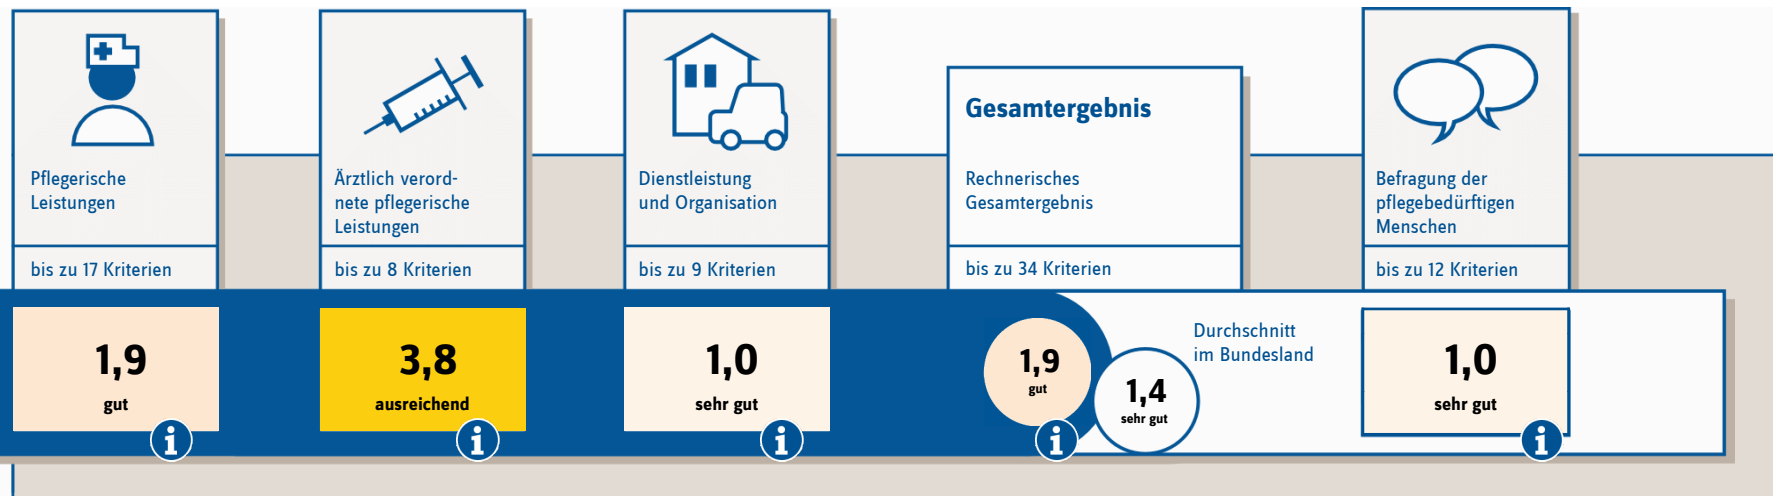 Pflegerische
Leistungen
bis zu 17 Kriterien
1,9
gut
i
Ärztlich verord-
nete pflegerische
Leistungen
bis zu 8 Kriterien
3,8
ausreichend
i
Dienstleistung
und Organisation
bis zu 9 Kriterien
1,0
sehr gut
i
Gesamtergebnis
Rechnerisches
Gesamtergebnis
bis zu 34 Kriterien
1,9
gut
i
1,4
sehr gut
Durchschnitt
im Bundesland
Befragung der
pflegebedürftigen
Menschen
bis zu 12 Kriterien
1,0
sehr gut
i